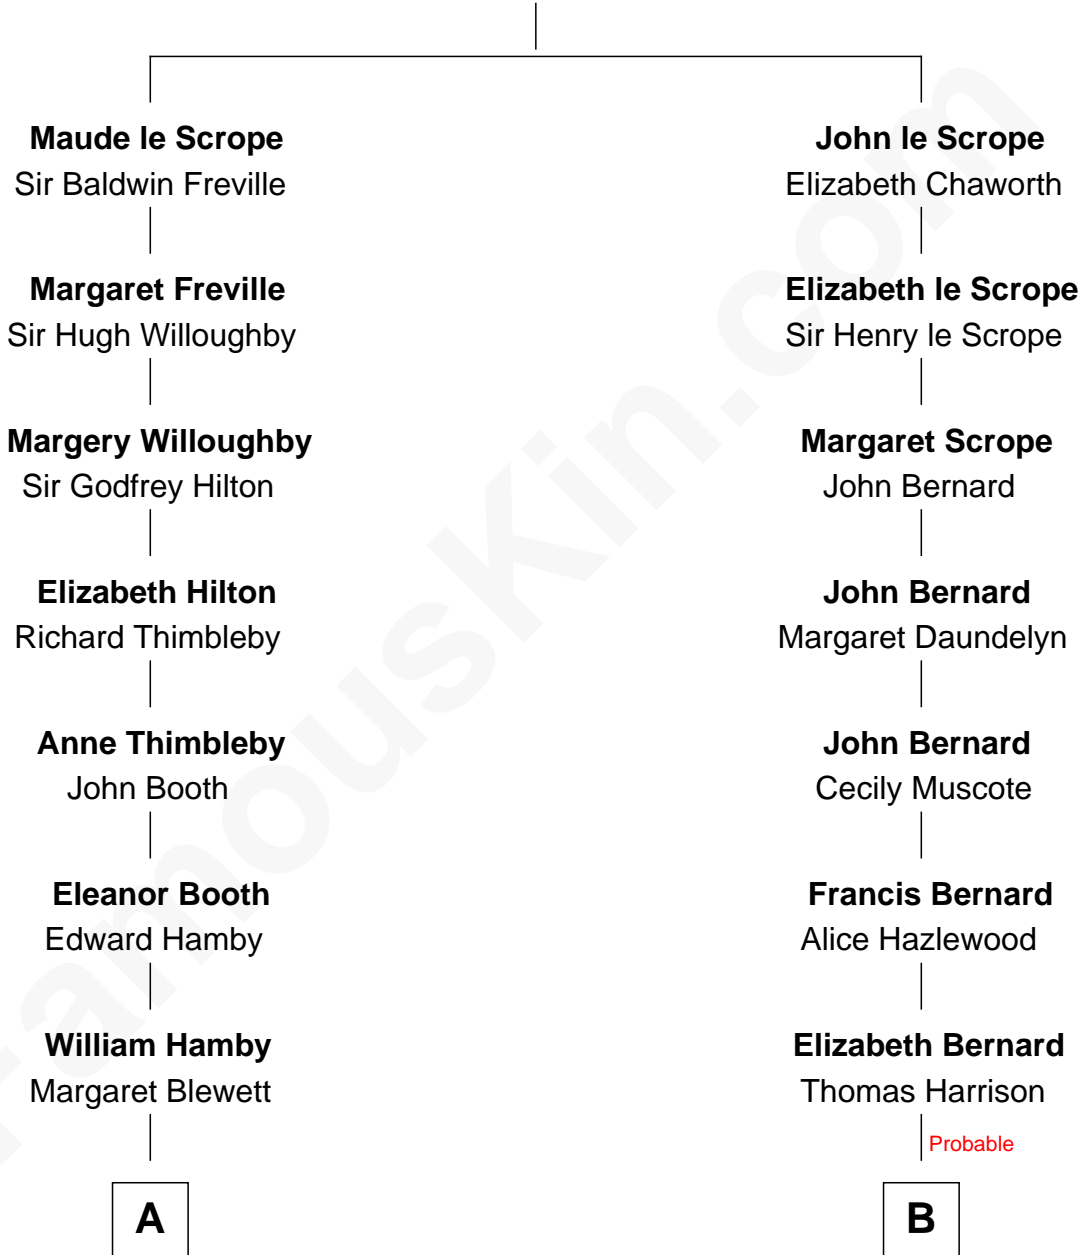 Maude le Scrope
Sir Baldwin Freville
John le Scrope
Elizabeth Chaworth
Margaret Freville
Sir Hugh Willoughby
Elizabeth le Scrope
Sir Henry le Scrope
Margery Willoughby
Sir Godfrey Hilton
Margaret Scrope
John Bernard
Elizabeth Hilton
Richard Thimbleby
John Bernard
Margaret Daundelyn
Anne Thimbleby
John Booth
John Bernard
Cecily Muscote
Eleanor Booth
Edward Hamby
Francis Bernard
Alice Hazlewood
William Hamby
Margaret Blewett
Elizabeth Bernard
Thomas Harrison
Probable
A
B
FamousKin.com